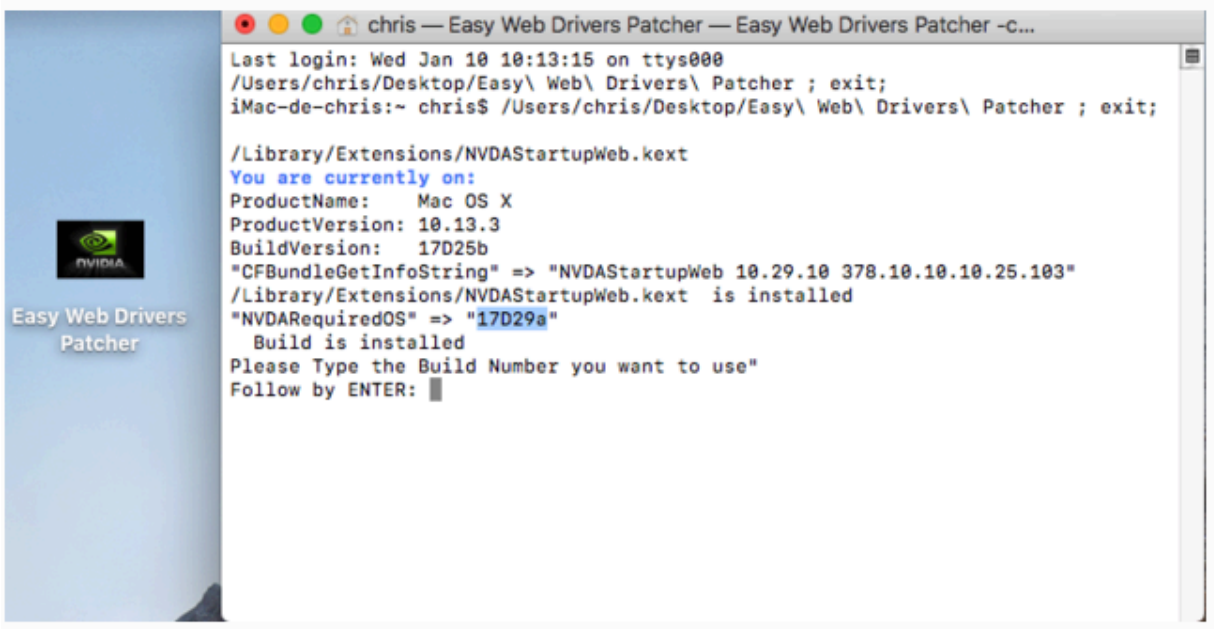 chris — Easy Web Drivers Patcher — Easy Web Drivers Patcher -c...
Last login: Wed Jan 10 10:13:15 on ttys000
/Users/chris/Desktop/Easy\ Web\ Drivers\ Patcher ; exit;
iMac-de-chris:~ chris$ /Users/chris/Desktop/Easy\ Web\ Drivers\ Patcher ; exit;
/Library/Extensions/NVDAStartupWeb.kext
You are currently on:
ProductName:    Mac OS X
ProductVersion: 10.13.3
BuildVersion:   17D25b
"CFBundleGetInfoString" => "NVDAStartupWeb 10.29.10 378.10.10.10.25.103"
/Library/Extensions/NVDAStartupWeb.kext  is installed
"NVDARequiredOS" => "17D29a"
  Build is installed
Please Type the Build Number you want to use"
Follow by ENTER:
NVIDIA
Easy Web Drivers
Patcher